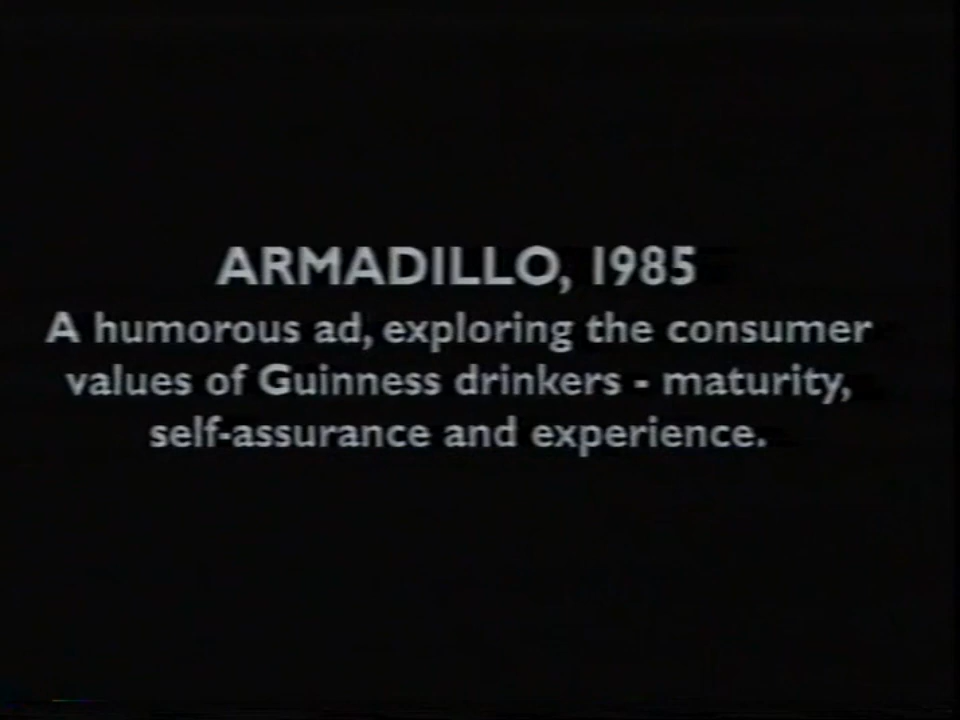 ARMADILLO, 1985
A humorous ad, exploring the consumer
values of Guinness drinkers - maturity,
self-assurance and experience.